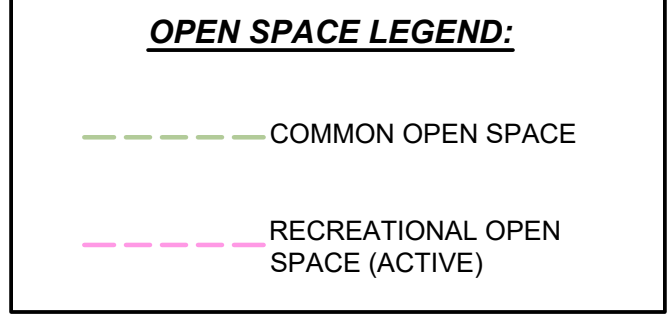 OPEN SPACE LEGEND:
COMMON OPEN SPACE
RECREATIONAL OPEN
SPACE (ACTIVE)